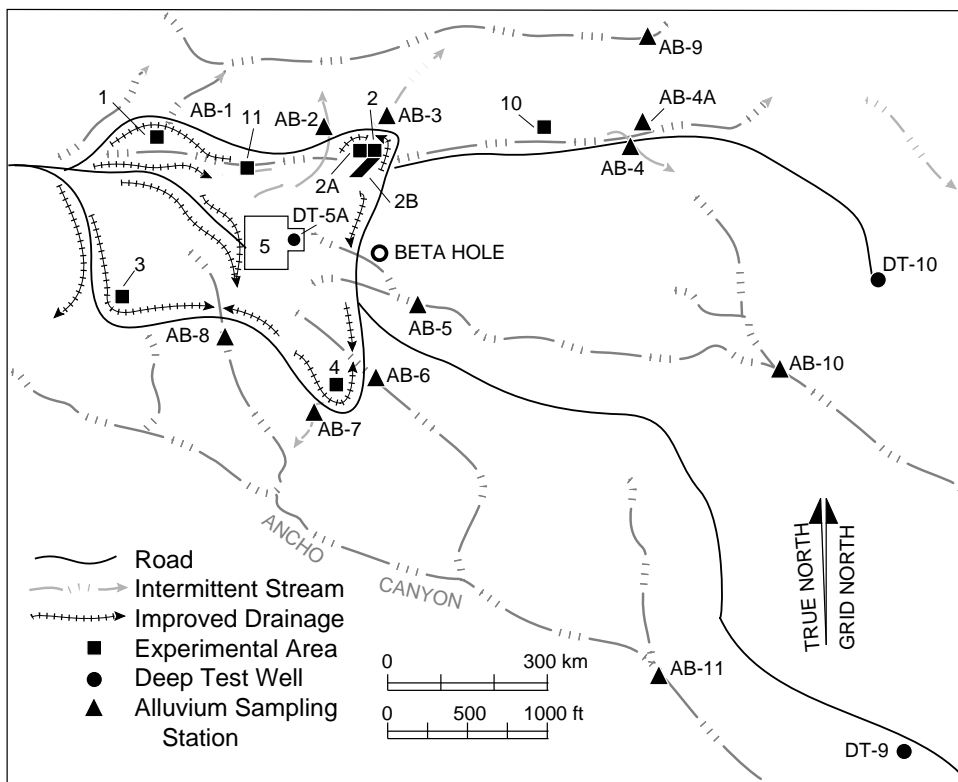 AB-9
1
AB-1
11
AB-2
2
AB-3
10
AB-4A
2A
AB-4
2B
DT-5A
5
BETA HOLE
DT-10
3
AB-5
AB-8
4
AB-6
AB-10
AB-7
ANCHO
CANYON
TRUE NORTH
GRID NORTH
AB-11
DT-9
Road
Intermittent Stream
Improved Drainage
Experimental Area
Deep Test Well
Alluvium Sampling
Station
0 300 km
0 500 1000 ft